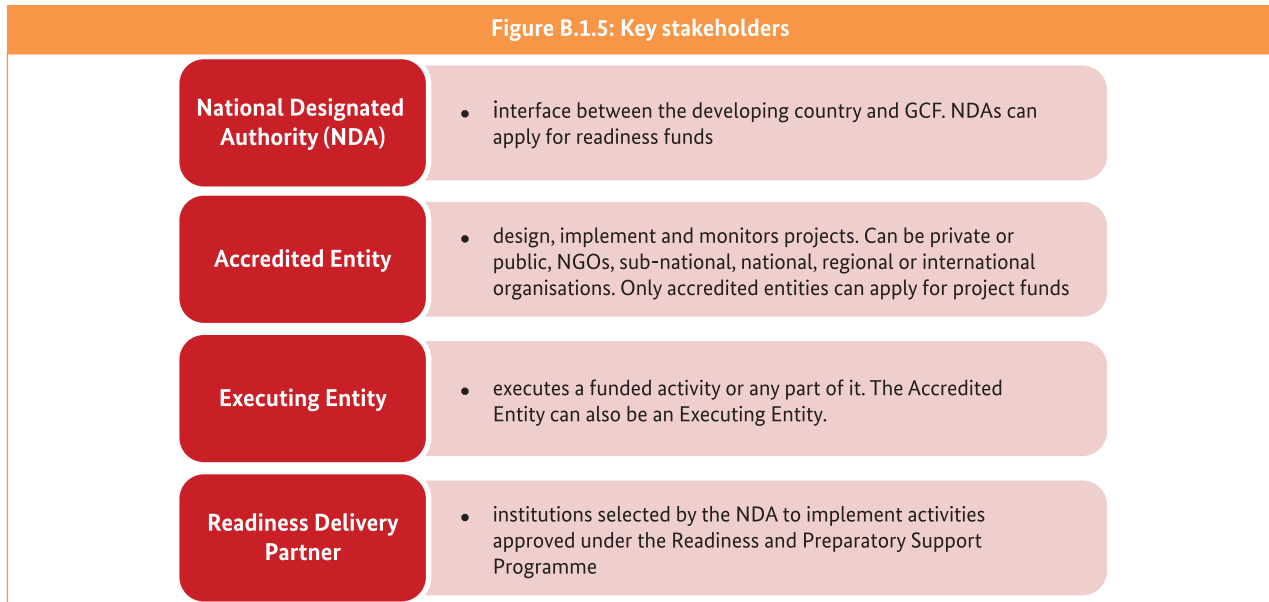 Figure B.1.5: Key stakeholders
National Designated
Authority (NDA)
• interface between the developing country and GCF. NDAs can
apply for readiness funds
Accredited Entity
• design, implement and monitors projects. Can be private or
public, NGOs, sub-national, national, regional or international
organisations. Only accredited entities can apply for project funds
Executing Entity
• executes a funded activity or any part of it. The Accredited
Entity can also be an Executing Entity.
Readiness Delivery
Partner
• institutions selected by the NDA to implement activities
approved under the Readiness and Preparatory Support
Programme